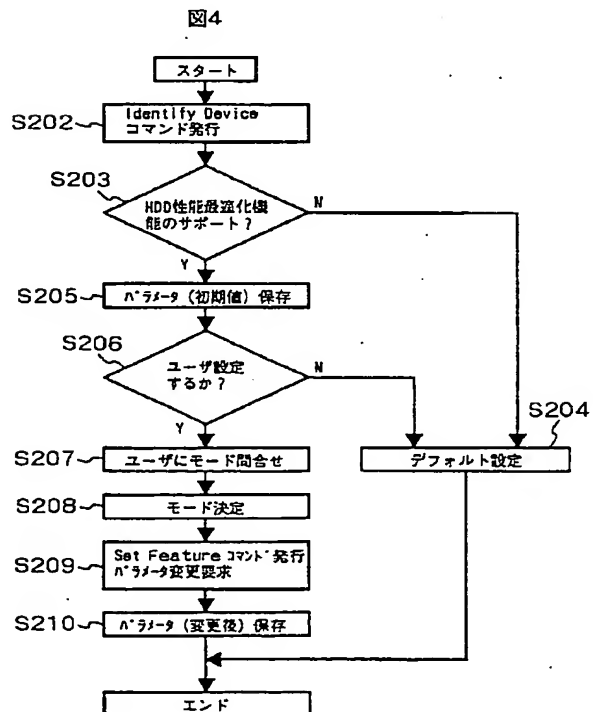 図4
スタート
S202
Identify Device
コマンド発行
S203
HDD性能最適化機
能のサポート?
N
Y
S205
パラメータ(初期値)保存
S206
ユーザ設定
するか?
N
Y
S204
デフォルト設定
S207
ユーザにモード問合せ
S208
モード決定
S209
Set Feature コマンド発行
パラメータ変更要求
S210
パラメータ(変更後)保存
エンド